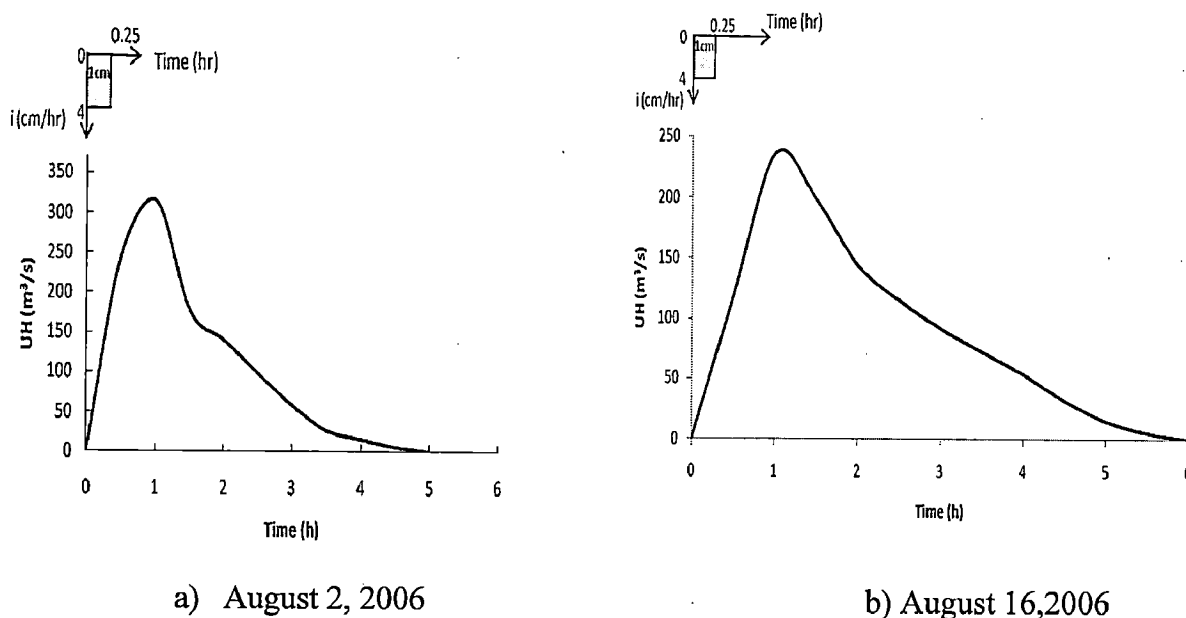 0.25
0
Time (hr)
1cm
4
i (cm/hr)
350
300
250
200
150
100
50
0
UH (m³/s)
0 1 2 3 4 5 6
Time (h)
a) August 2, 2006
Time (hr)
0.25
0
1cm
4
i (cm/hr)
250
200
150
100
50
0
UH (m³/s)
0 1 2 3 4 5 6
Time (h)
b) August 16,2006